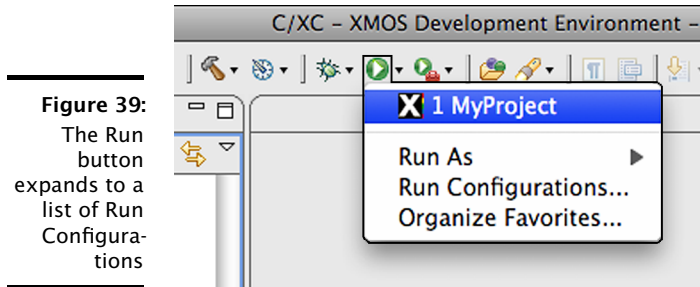 C/XC – XMOS Development Environment –
Figure 39:
The Run
button
expands to a
list of Run
Configura-
tions
X 1 MyProject
Run As
Run Configurations...
Organize Favorites...